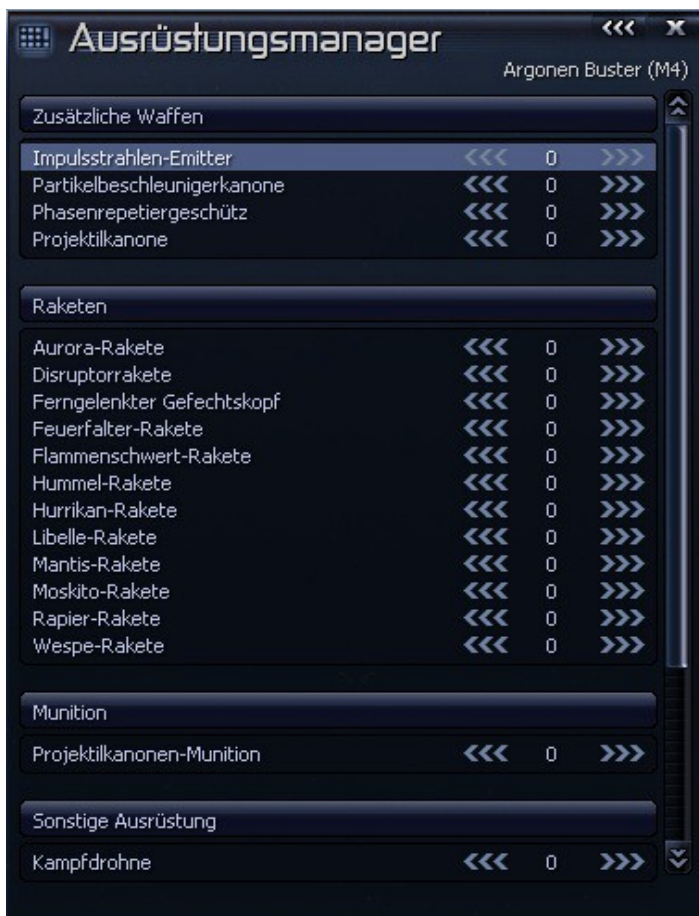 Ausrüstungsmanager
<<< X
Argonen Buster (M4)
Zusätzliche Waffen
Impulsstrahlen-Emitter <<< 0 >>>
Partikelbeschleunigerkanone <<< 0 >>>
Phasenrepetiergeschütz <<< 0 >>>
Projektilkanone <<< 0 >>>
Raketen
Aurora-Rakete <<< 0 >>>
Disruptorrakete <<< 0 >>>
Ferngelenkter Gefechtskopf <<< 0 >>>
Feuerfalter-Rakete <<< 0 >>>
Flammenschwert-Rakete <<< 0 >>>
Hummel-Rakete <<< 0 >>>
Hurrikan-Rakete <<< 0 >>>
Libelle-Rakete <<< 0 >>>
Mantis-Rakete <<< 0 >>>
Moskito-Rakete <<< 0 >>>
Rapier-Rakete <<< 0 >>>
Wespe-Rakete <<< 0 >>>
Munition
Projektilkanonen-Munition <<< 0 >>>
Sonstige Ausrüstung
Kampfdrohne <<< 0 >>>